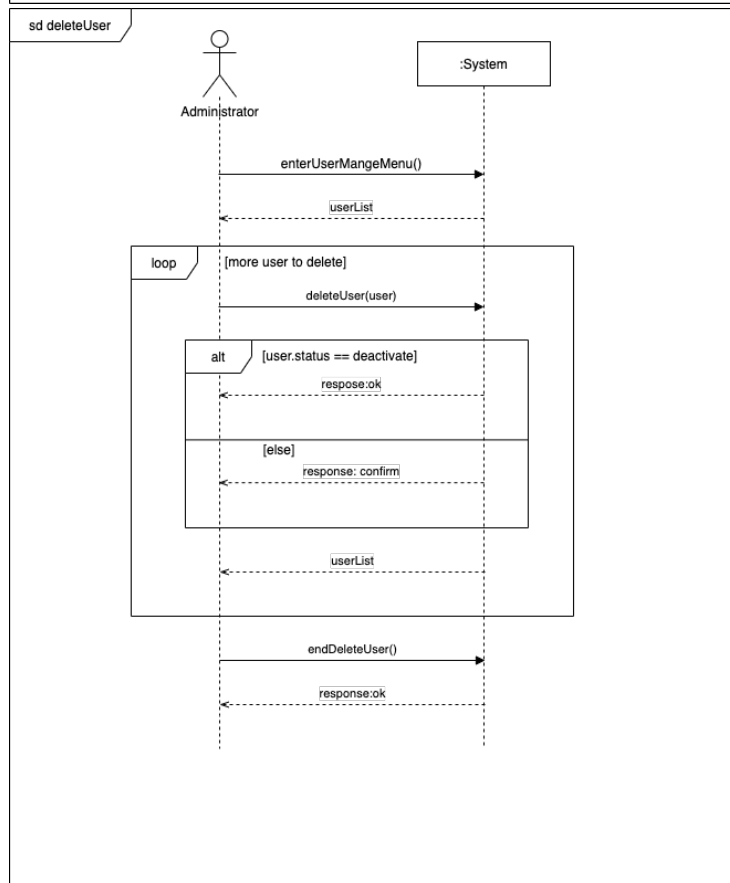 sd deleteUser
:System
Administrator
enterUserMangeMenu()
userList
loop
[more user to delete]
deleteUser(user)
alt
[user.status == deactivate]
respose:ok
[else]
response: confirm
userList
endDeleteUser()
response:ok